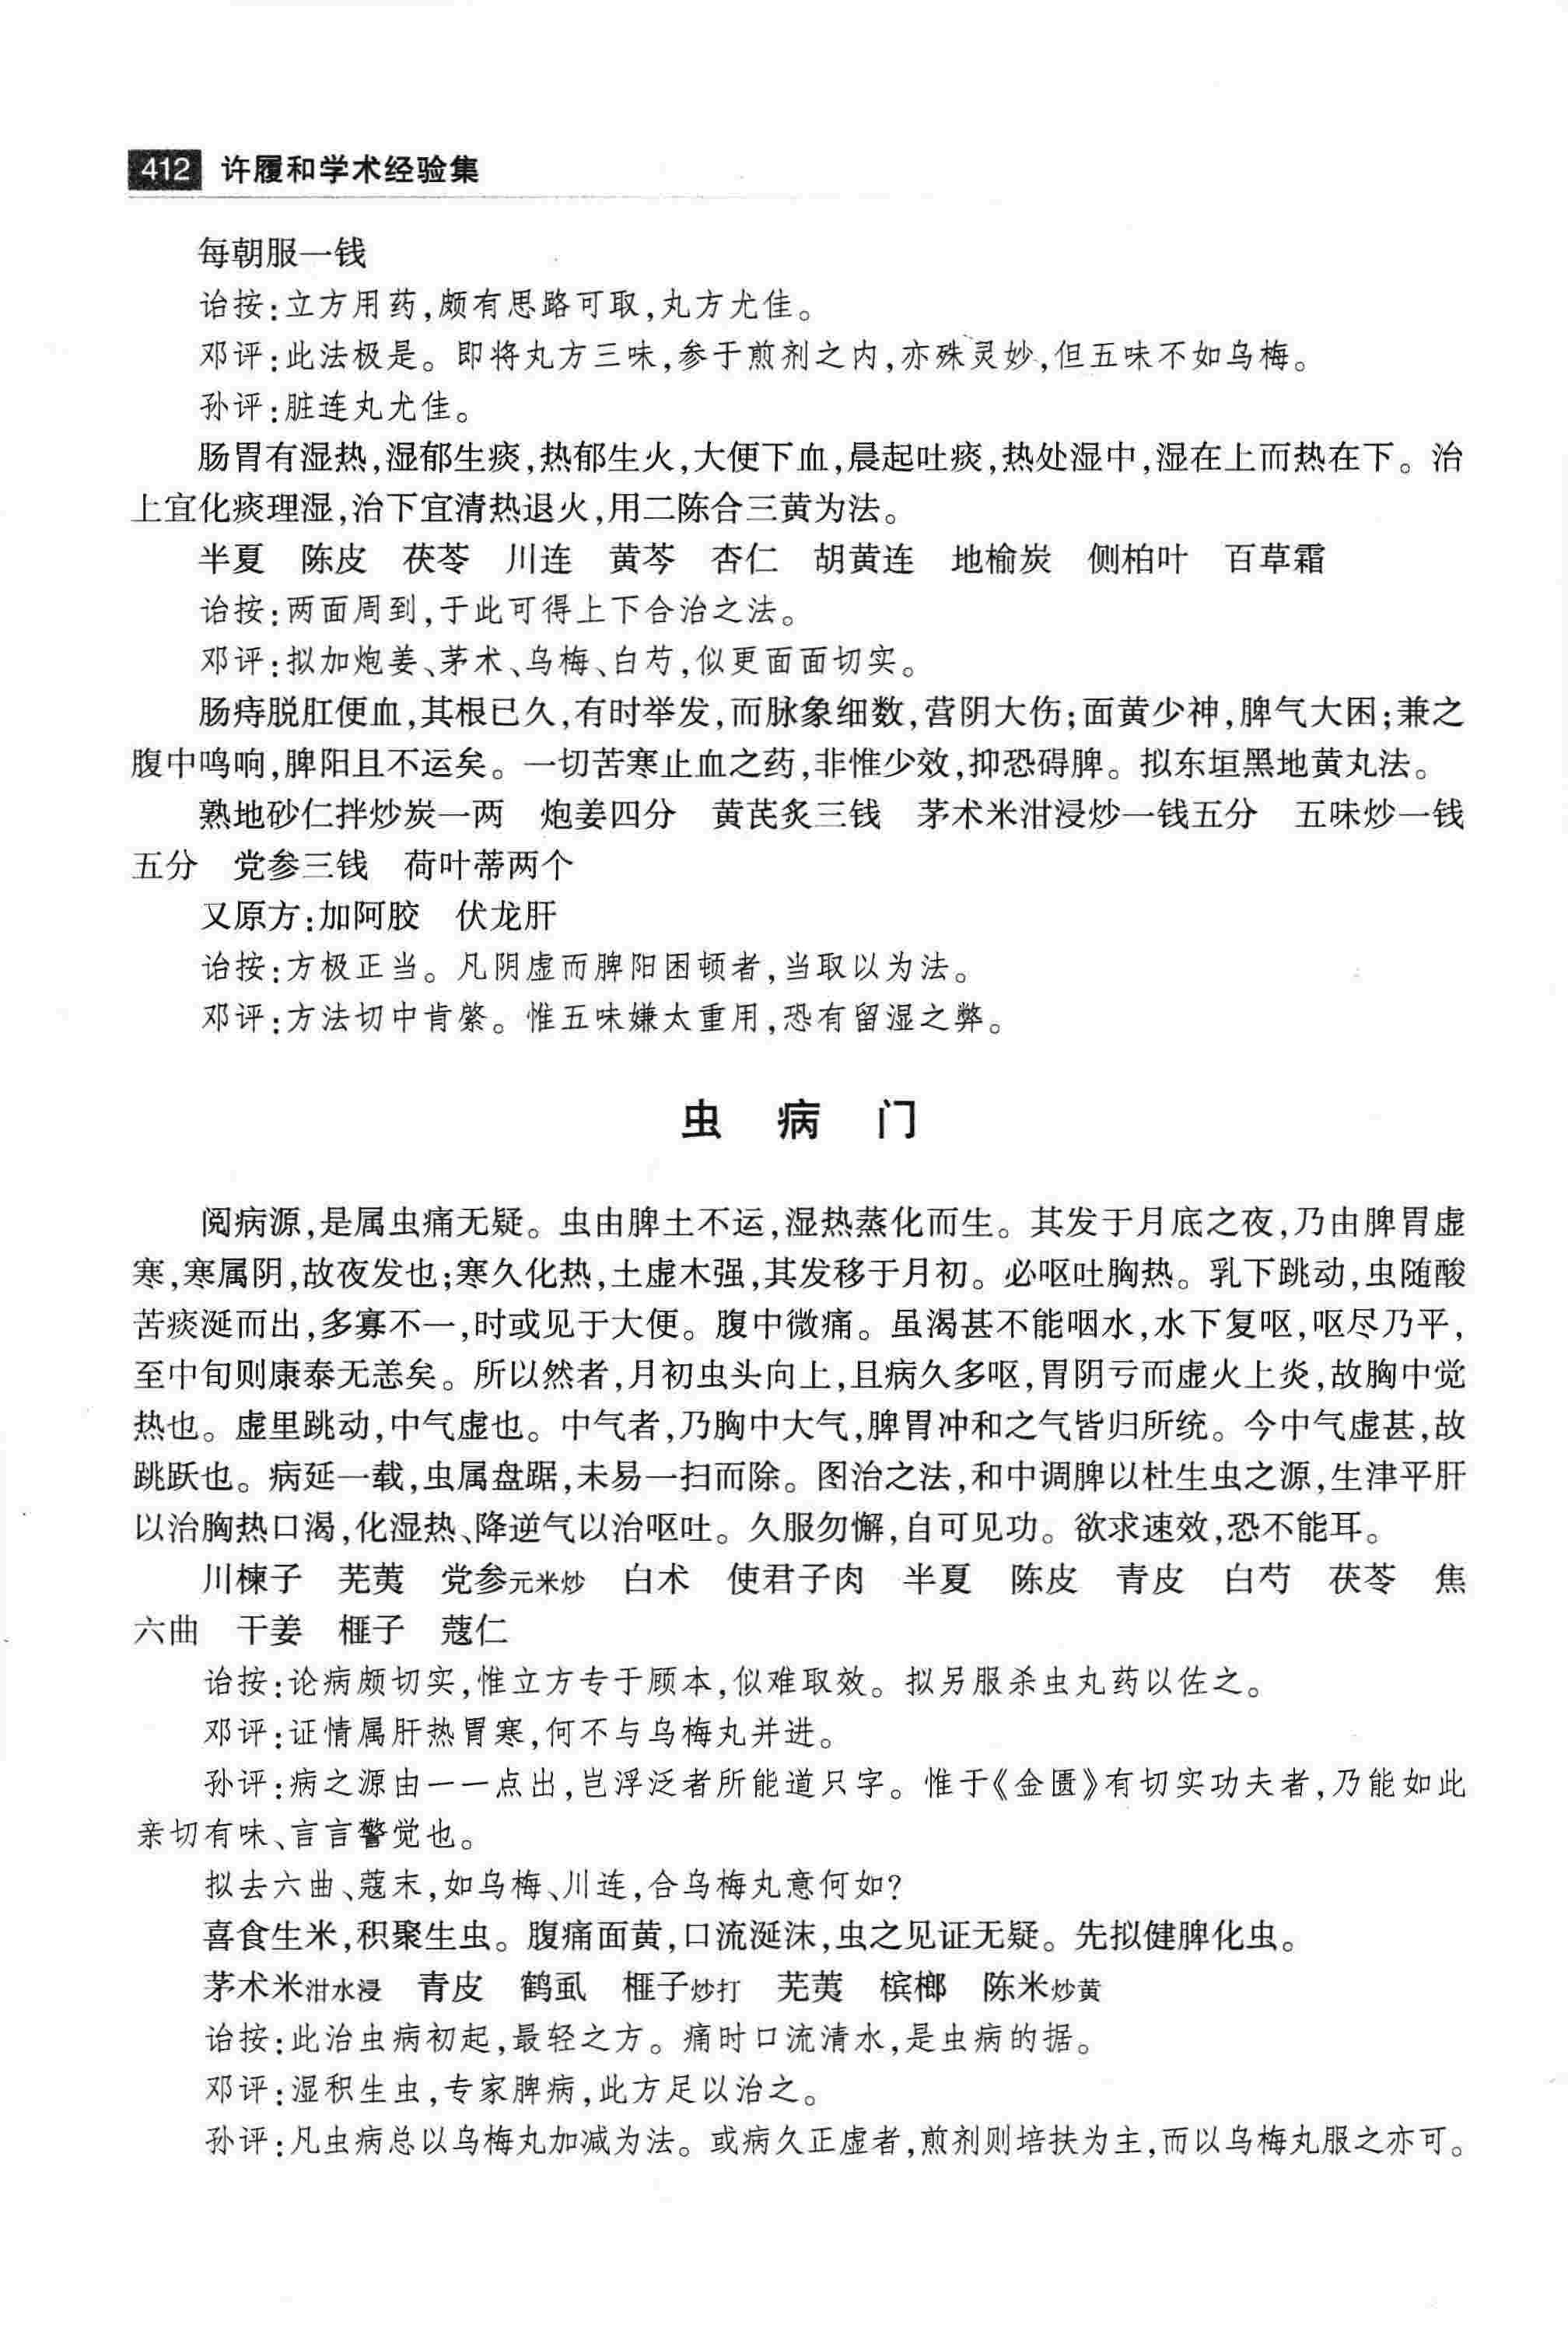 412 许履和学术经验集
每朝服一钱
诒按:立方用药,颇有思路可取,丸方尤佳。
邓评:此法极是。即将丸方三味,参于煎剂之内,亦殊灵妙,但五味不如乌梅。
孙评:脏连丸尤佳。
肠胃有湿热,湿郁生痰,热郁生火,大便下血,晨起吐痰,热处湿中,湿在上而热在下。治
上宜化痰理湿,治下宜清热退火,用二陈合三黄为法。
半夏 陈皮 茯苓 川连 黄芩 杏仁 胡黄连 地榆炭 侧柏叶 百草霜
诒按:两面周到,于此可得上下合治之法。
邓评:拟加炮姜、茅术、乌梅、白芍,似更面面切实。
肠痔脱肛便血,其根已久,有时举发,而脉象细数,营阴大伤;面黄少神,脾气大困;兼之
腹中鸣响,脾阳且不运矣。一切苦寒止血之药,非惟少效,抑恐碍脾。拟东垣黑地黄丸法。
熟地砂仁拌炒炭一两 炮姜四分 黄芪炙三钱 茅术米泔浸炒一钱五分 五味炒一钱
五分 党参三钱 荷叶蒂两个
又原方:加阿胶 伏龙肝
诒按:方极正当。凡阴虚而脾阳困顿者,当取以为法。
邓评:方法切中肯綮。惟五味嫌太重用,恐有留湿之弊。
虫病门
阅病源,是属虫痛无疑。虫由脾土不运,湿热蒸化而生。其发于月底之夜,乃由脾胃虚
寒,寒属阴,故夜发也;寒久化热,土虚木强,其发移于月初。必呕吐胸热。乳下跳动,虫随酸
苦痰涎而出,多寡不一,时或见于大便。腹中微痛。虽渴甚不能咽水,水下复呕,呕尽乃平,
至中旬则康泰无恙矣。所以然者,月初虫头向上,且病久多呕,胃阴亏而虚火上炎,故胸中觉
热也。虚里跳动,中气虚也。中气者,乃胸中大气,脾胃冲和之气皆归所统。今中气虚甚,故
跳跃也。病延一载,虫属盘踞,未易一扫而除。图治之法,和中调脾以杜生虫之源,生津平肝
以治胸热口渴,化湿热、降逆气以治呕吐。久服勿懈,自可见功。欲求速效,恐不能耳。
川楝子 芜荑 党参元米炒 白术 使君子肉 半夏 陈皮 青皮 白芍 茯苓 焦
六曲 干姜 榧子 蔻仁
诒按:论病颇切实,惟立方专于顾本,似难取效。拟另服杀虫丸药以佐之。
邓评:证情属肝热胃寒,何不与乌梅丸并进。
孙评:病之源由一一点出,岂浮泛者所能道只字。惟于《金匮》有切实功夫者,乃能如此
亲切有味、言言警觉也。
拟去六曲、蔻末,如乌梅、川连,合乌梅丸意何如?
喜食生米,积聚生虫。腹痛面黄,口流涎沫,虫之见证无疑。先拟健脾化虫。
茅术米泔水浸 青皮 鹤虱 榧子炒打 芜荑 槟榔 陈米炒黄
诒按:此治虫病初起,最轻之方。痛时口流清水,是虫病的据。
邓评:湿积生虫,专家脾病,此方足以治之。
孙评:凡虫病总以乌梅丸加减为法。或病久正虚者,煎剂则培扶为主,而以乌梅丸服之亦可。